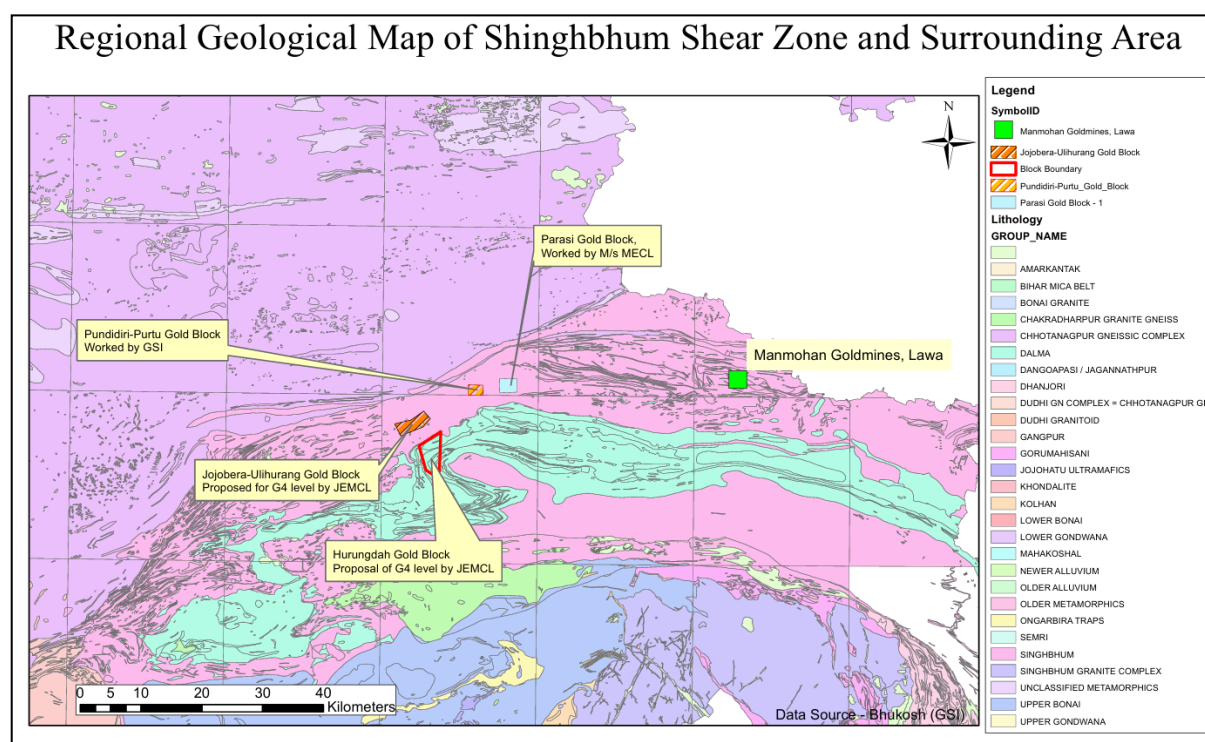 Regional Geological Map of Shinghbhum Shear Zone and Surrounding Area
N
Parasi Gold Block,
Worked by M/s MECL
Pundidiri-Purtu Gold Block
Worked by GSI
Manmohan Goldmines, Lawa
Jojobera-Ulihurang Gold Block
Proposed for G4 level by JEMCL
Hurungdah Gold Block
Proposal of G4 level by JEMCL
0 5 10 20 30 40
Kilometers
Data Source - Bhukosh (GSI)
Legend
SymbolID
Manmohan Goldmines, Lawa
Jojobera-Ulihurang Gold Block
Block Boundary
Pundidiri-Purtu_Gold_Block
Parasi Gold Block - 1
Lithology
GROUP_NAME
AMARKANTAK
BIHAR MICA BELT
BONAI GRANITE
CHAKRADHARPUR GRANITE GNEISS
CHHOTANAGPUR GNEISSIC COMPLEX
DALMA
DANGOAPASI / JAGANNATHPUR
DHANJORI
DUDHI GN COMPLEX = CHHOTANAGPUR GI
DUDHI GRANITOID
GANGPUR
GORUMAHISANI
JOJOHATU ULTRAMAFICS
KHONDALITE
KOLHAN
LOWER BONAI
LOWER GONDWANA
MAHAKOSHAL
NEWER ALLUVIUM
OLDER ALLUVIUM
OLDER METAMORPHICS
ONGARBIRA TRAPS
SEMRI
SINGHBHUM
SINGHBHUM GRANITE COMPLEX
UNCLASSIFIED METAMORPHICS
UPPER BONAI
UPPER GONDWANA